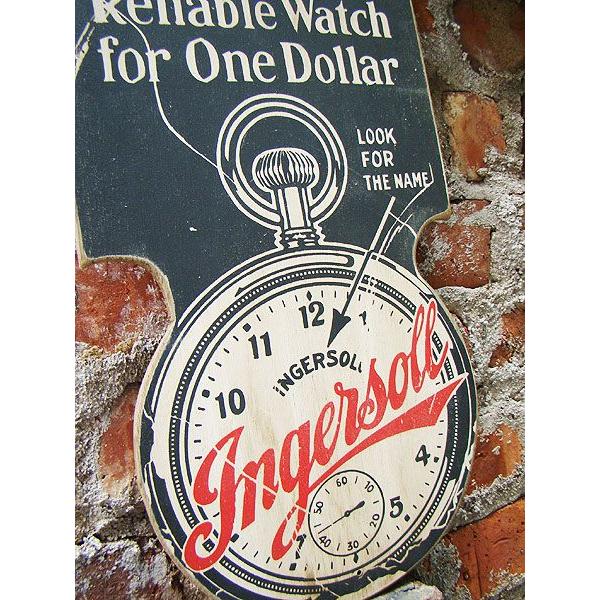 Reliable Watch
for One Dollar
LOOK
FOR
THE NAME
12
1
11
INGERSOLL
10
Ingersoll
4
5
60
10
20
30
40
50